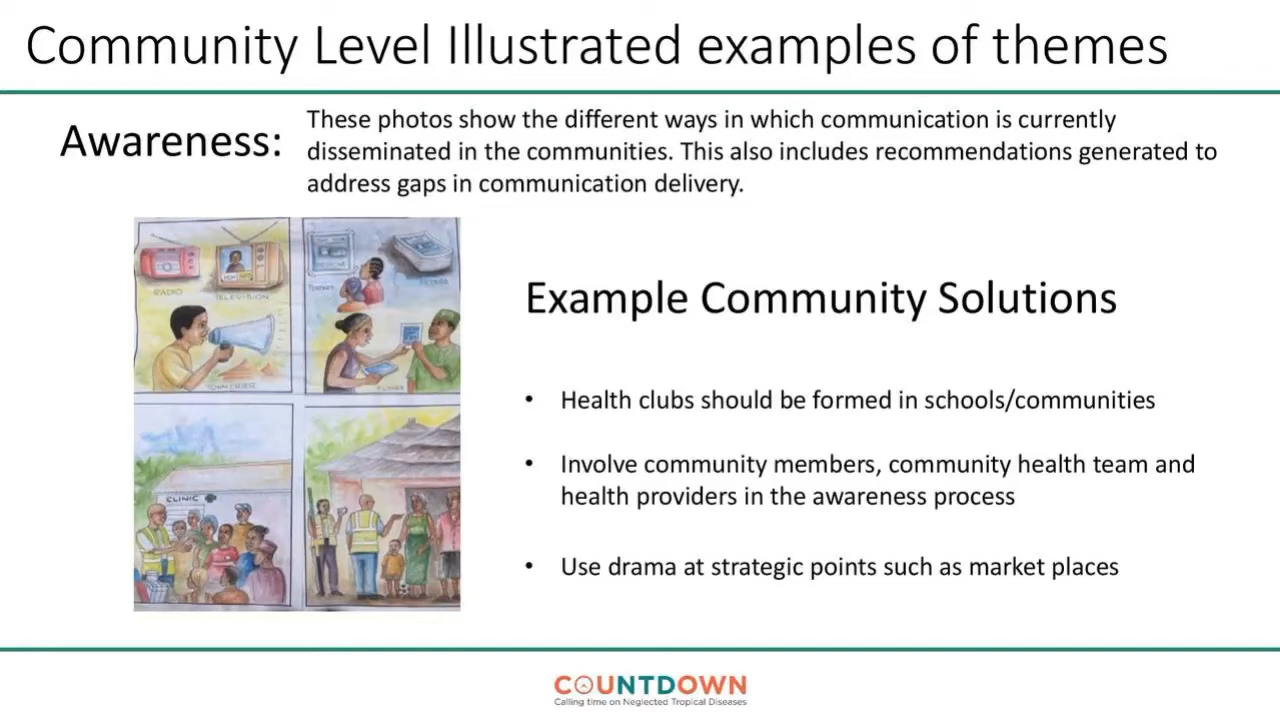 Community Level Illustrated examples of themes
Awareness:
These photos show the different ways in which communication is currently
disseminated in the communities. This also includes recommendations generated to
address gaps in communication delivery.
RADIO
TELEVISION
TOWN CRIER
POSTERS
FLYERS
CLINIC
Example Community Solutions
• Health clubs should be formed in schools/communities
• Involve community members, community health team and
health providers in the awareness process
• Use drama at strategic points such as market places
COUNTDOWN
Calling time on Neglected Tropical Diseases